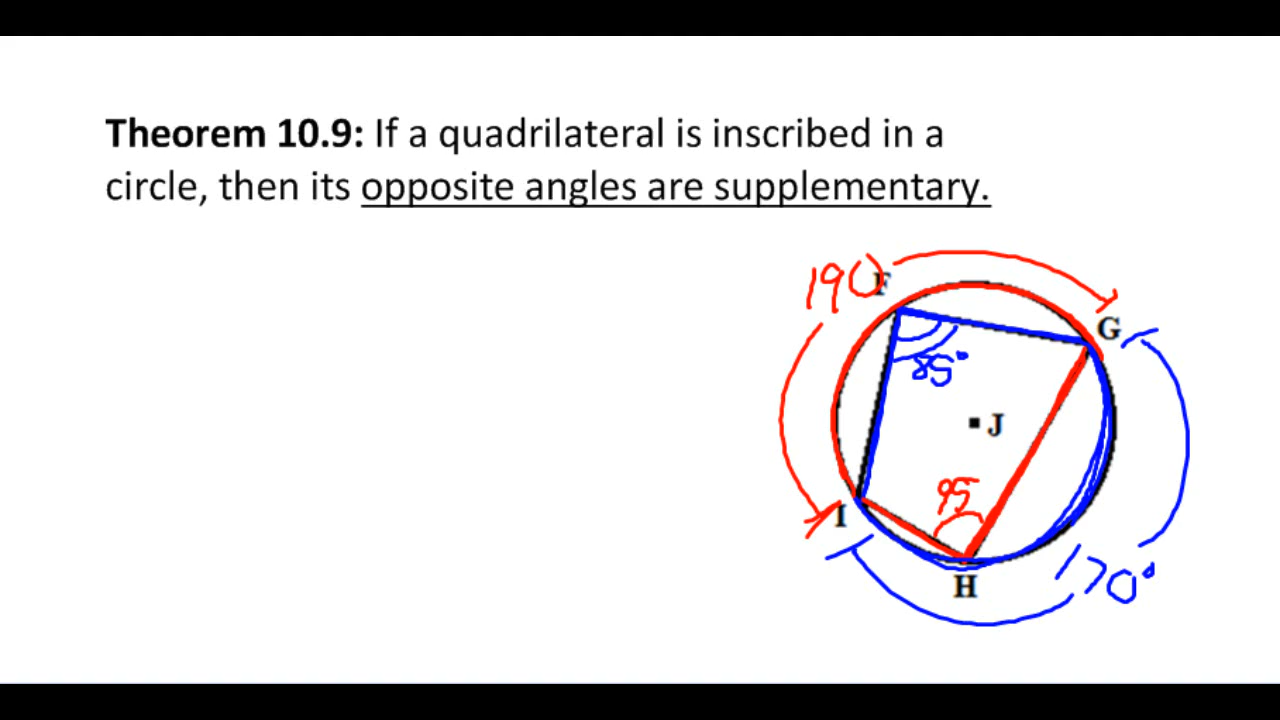 Theorem 10.9: If a quadrilateral is inscribed in a
circle, then its opposite angles are supplementary.
190
F
G
85°
J
95
I
H
170°